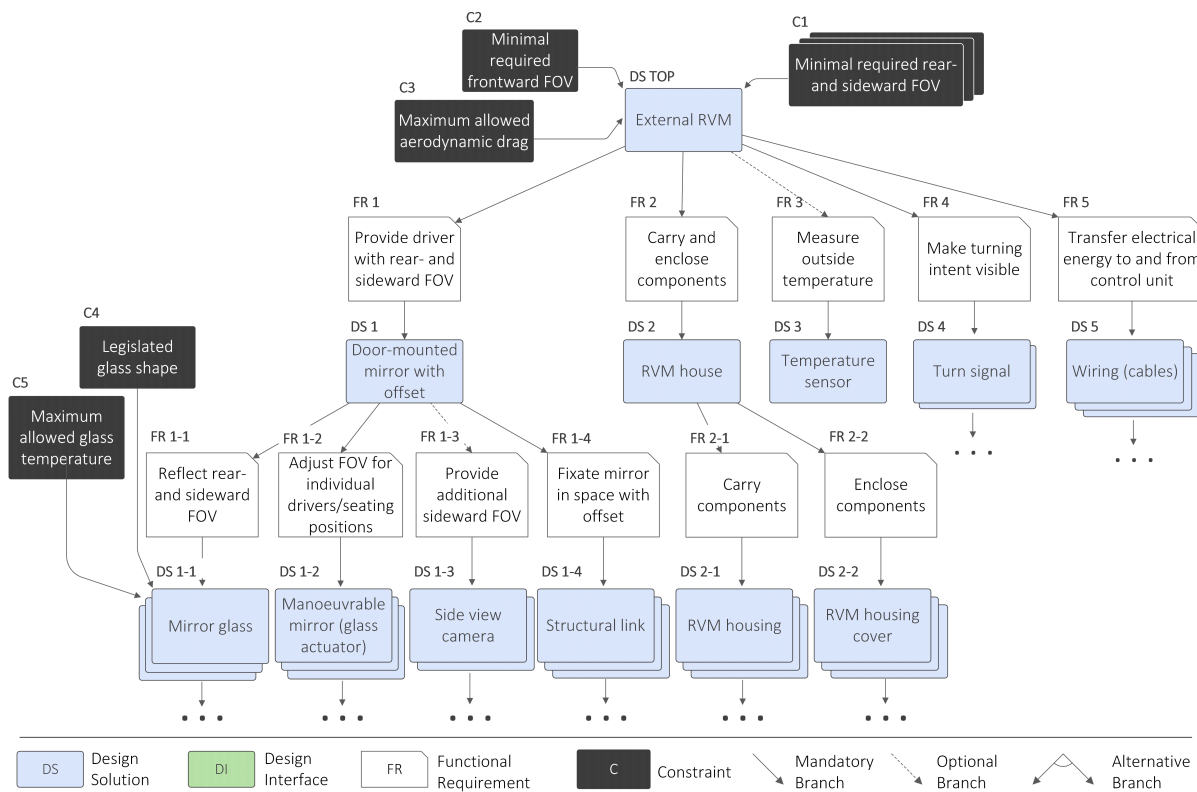 C2
C1
Minimal
required
frontward FOV
Minimal required rear-
and sideward FOV
DS TOP
C3
Maximum allowed
aerodynamic drag
External RVM
FR 1
FR 2
FR 3
FR 4
FR 5
Provide driver
with rear- and
sideward FOV
Carry and
enclose
components
Measure
outside
temperature
Make turning
intent visible
Transfer electrical
energy to and from
control unit
C4
Legislated
glass shape
DS 1
DS 2
DS 3
DS 4
DS 5
Door-mounted
mirror with
offset
RVM house
Temperature
sensor
Turn signal
Wiring (cables)
C5
Maximum
allowed glass
temperature
. . .
. . .
FR 1-1
FR 1-2
FR 1-3
FR 1-4
FR 2-1
FR 2-2
Reflect rear-
and sideward
FOV
Adjust FOV for
individual
drivers/seating
positions
Provide
additional
sideward FOV
Fixate mirror
in space with
offset
Carry
components
Enclose
components
DS 1-1
DS 1-2
DS 1-3
DS 1-4
DS 2-1
DS 2-2
Mirror glass
Manoeuvrable
mirror (glass
actuator)
Side view
camera
Structural link
RVM housing
RVM housing
cover
. . .
. . .
. . .
. . .
. . .
. . .
DS
Design
Solution
DI
Design
Interface
FR
Functional
Requirement
C
Constraint
Mandatory
Branch
Optional
Branch
Alternative
Branch